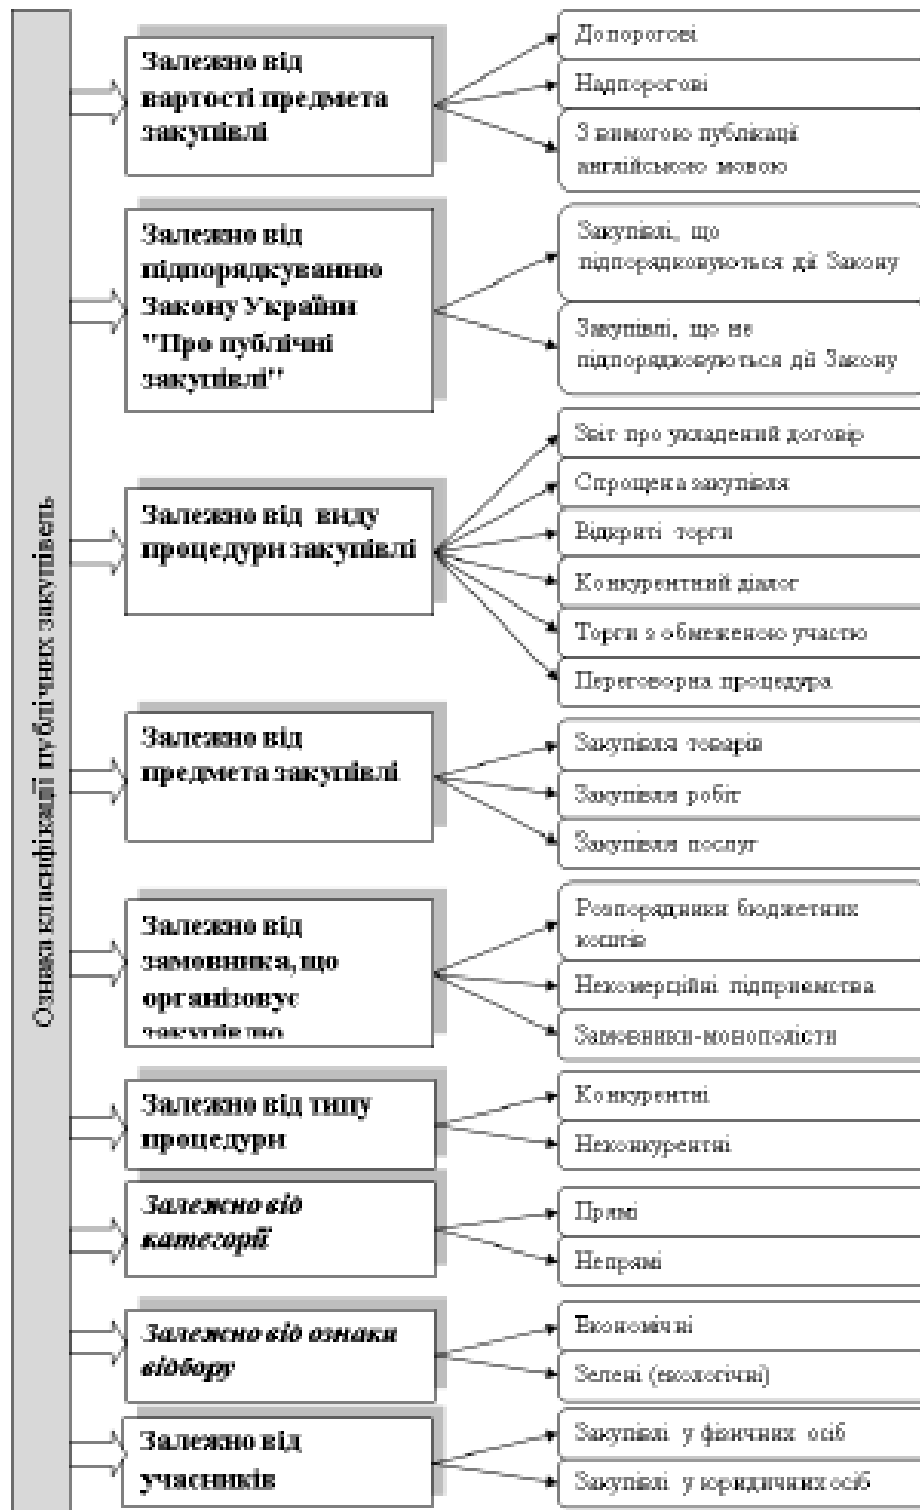 Ознака класифікації публічних закупівель
Залежно від
вартості предмета
закупівлі
Допорогові
Надпорогові
З вимогою публікації
англійською мовою
Залежно від
підпорядкуванню
Закону України
"Про публічні
закупівлі"
Закупівлі, що
підпорядковуються дії Закону
Закупівлі, що не
підпорядковуються дії Закону
Залежно від виду
процедури закупівлі
Звіт про укладений договір
Спрощена закупівля
Відкриті торги
Конкурентний діалог
Торги з обмеженою участю
Переговорна процедура
Залежно від
предмета закупівлі
Закупівля товарів
Закупівля робіт
Закупівля послуг
Залежно від
замовника, що
організовує
закупівлю
Розпорядники бюджетних
коштів
Некомерційні підприємства
Замовники-монополісти
Залежно від типу
процедури
Конкурентні
Неконкурентні
Залежно від
категорії
Прямі
Непрямі
Залежно від ознаки
відбору
Економічні
Зелені (екологічні)
Залежно від
учасників
Закупівлі у фізичних осіб
Закупівлі у юридичних осіб